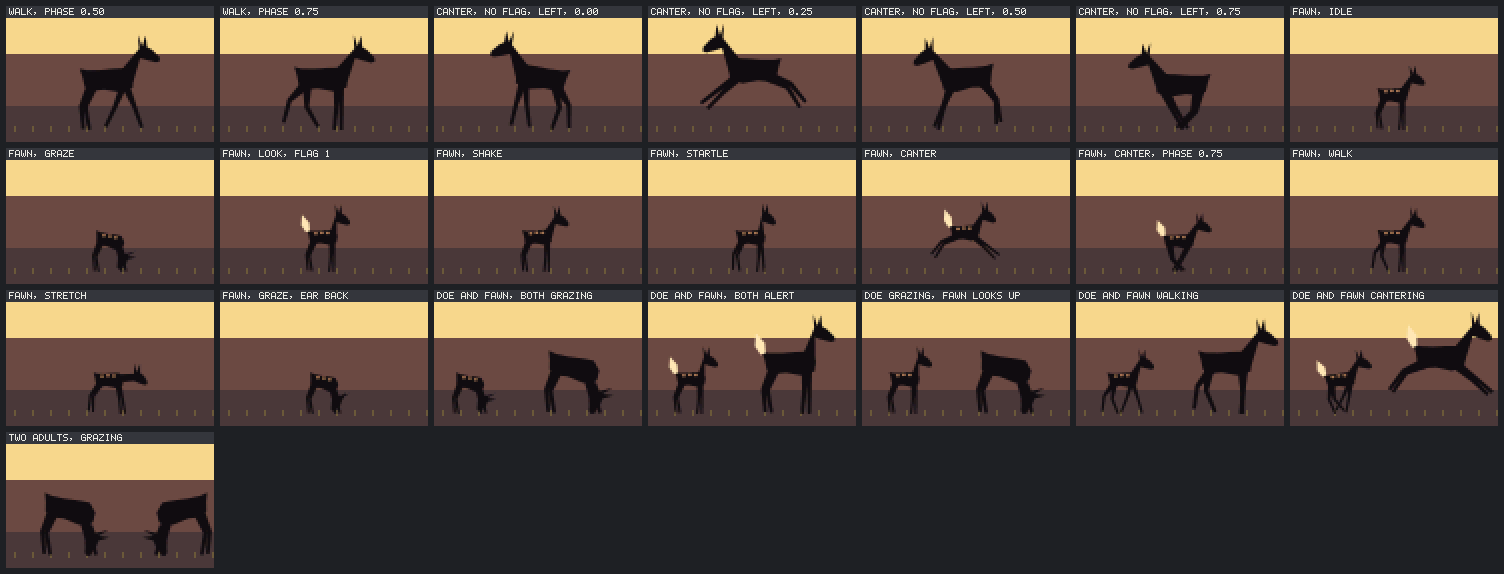 WALK, PHASE 0.50
WALK, PHASE 0.75
CANTER, NO FLAG, LEFT, 0.00
CANTER, NO FLAG, LEFT, 0.25
CANTER, NO FLAG, LEFT, 0.50
CANTER, NO FLAG, LEFT, 0.75
FAWN, IDLE
FAWN, GRAZE
FAWN, LOOK, FLAG 1
FAWN, SHAKE
FAWN, STARTLE
FAWN, CANTER
FAWN, CANTER, PHASE 0.75
FAWN, WALK
FAWN, STRETCH
FAWN, GRAZE, EAR BACK
DOE AND FAWN, BOTH GRAZING
DOE AND FAWN, BOTH ALERT
DOE GRAZING, FAWN LOOKS UP
DOE AND FAWN WALKING
DOE AND FAWN CANTERING
TWO ADULTS, GRAZING